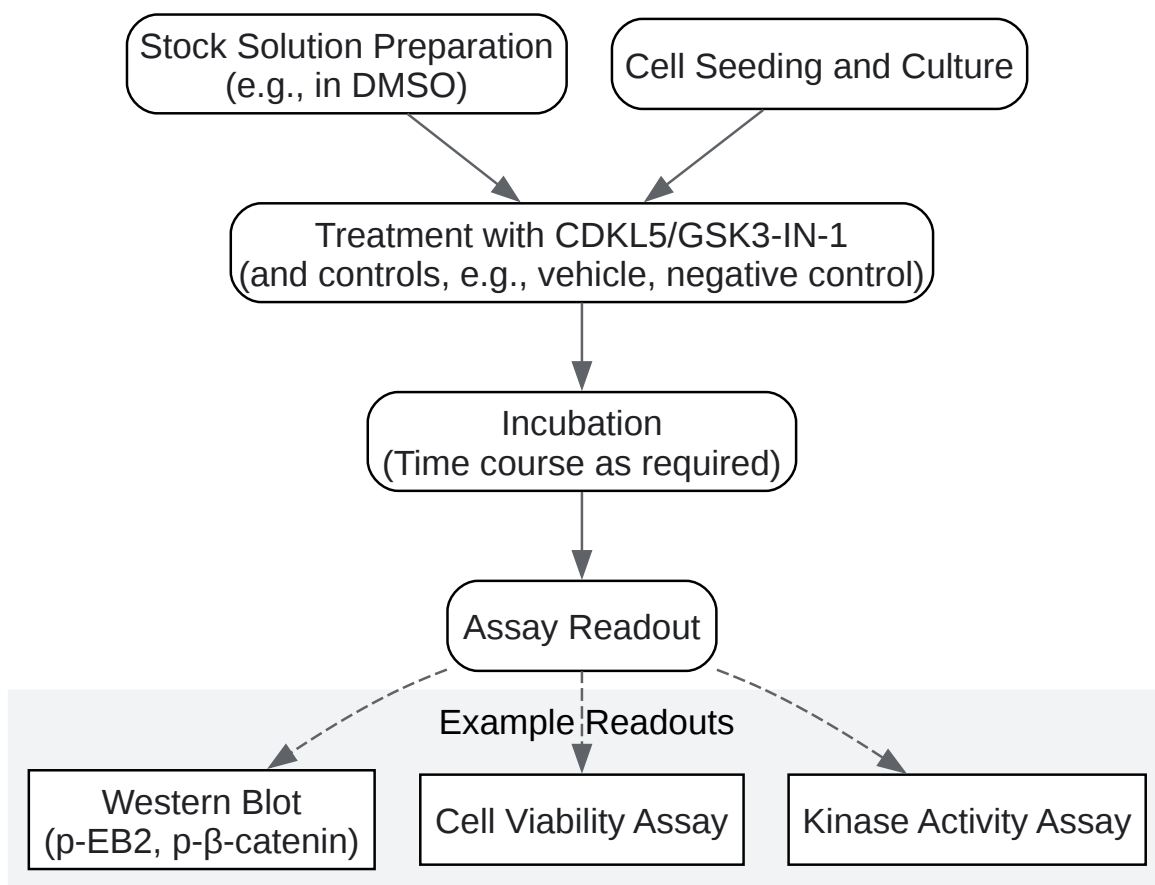 Stock Solution Preparation
(e.g., in DMSO)
Cell Seeding and Culture
Treatment with CDKL5/GSK3-IN-1
(and controls, e.g., vehicle, negative control)
Incubation
(Time course as required)
Assay Readout
Example Readouts
Western Blot
(p-EB2, p-β-catenin)
Cell Viability Assay
Kinase Activity Assay